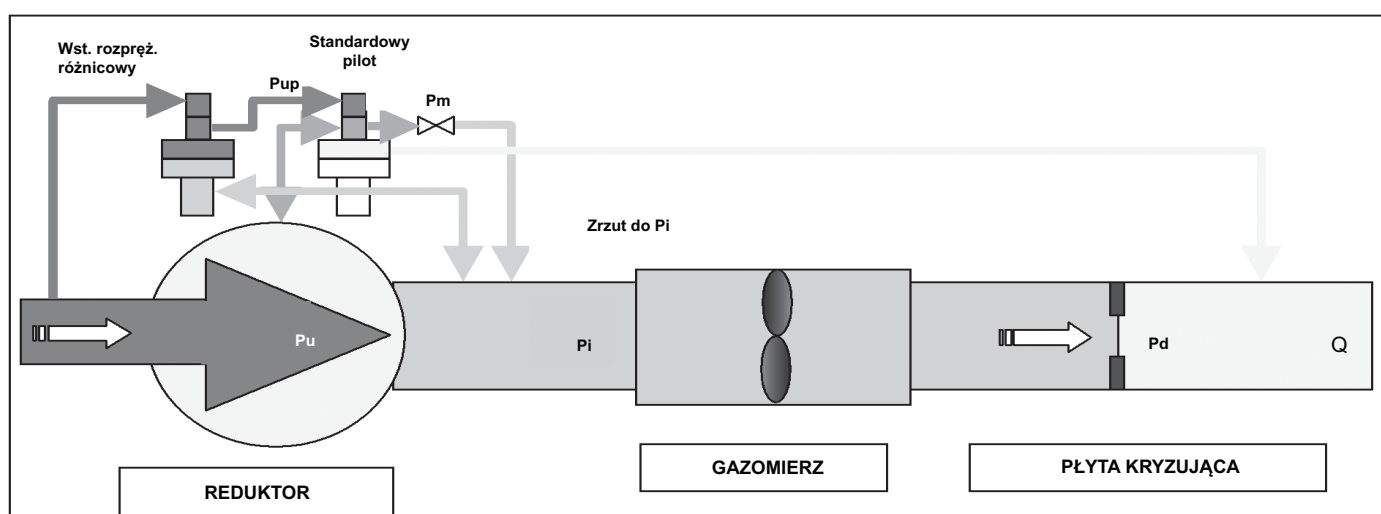 Wst. rozpręż.
różnicowy
Standardowy
pilot
Pup
Pm
Zrzut do Pi
Pu
Pi
Pd
Q
REDUKTOR
GAZOMIERZ
PŁYTA KRYZUJĄCA